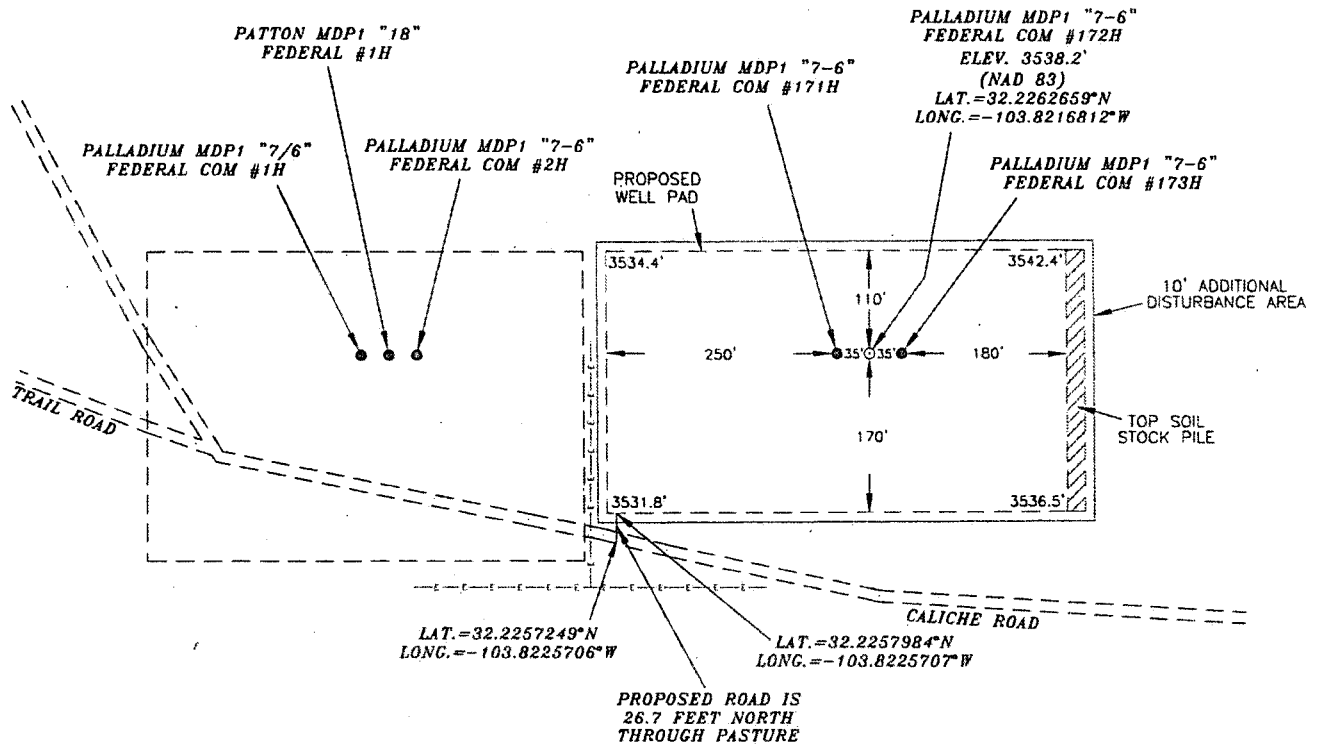 PATTON MDP1 "18"
FEDERAL #1H
PALLADIUM MDP1 "7-6"
FEDERAL COM #172H
ELEV. 3538.2'
(NAD 83)
LAT.=32.2262659°N
LONG.=-103.8216812°W
PALLADIUM MDP1 "7-6"
FEDERAL COM #171H
PALLADIUM MDP1 "7/6"
FEDERAL COM #1H
PALLADIUM MDP1 "7-6"
FEDERAL COM #2H
PALLADIUM MDP1 "7-6"
FEDERAL COM #173H
PROPOSED
WELL PAD
3534.4'
3542.4'
110'
10' ADDITIONAL
DISTURBANCE AREA
250'
35'
35'
180'
TRAIL ROAD
TOP SOIL
STOCK PILE
170'
3531.8'
3536.5'
CALICHE ROAD
LAT.=32.2257249°N
LONG.=-103.8225706°W
LAT.=32.2257984°N
LONG.=-103.8225707°W
PROPOSED ROAD IS
26.7 FEET NORTH
THROUGH PASTURE